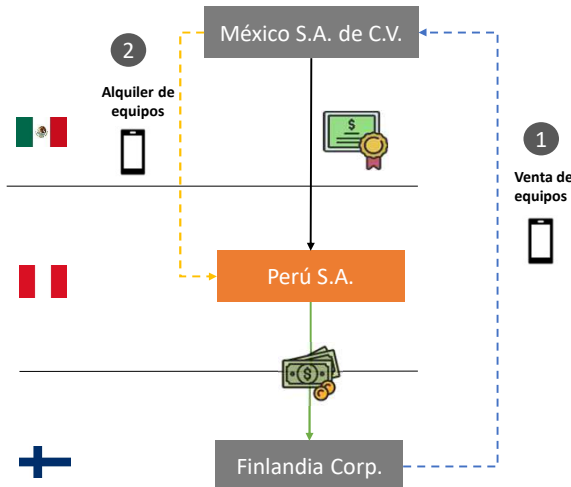 México S.A. de C.V.
2
Alquiler de
equipos
$
1
Venta de
equipos
Perú S.A.
$
Finlandia Corp.